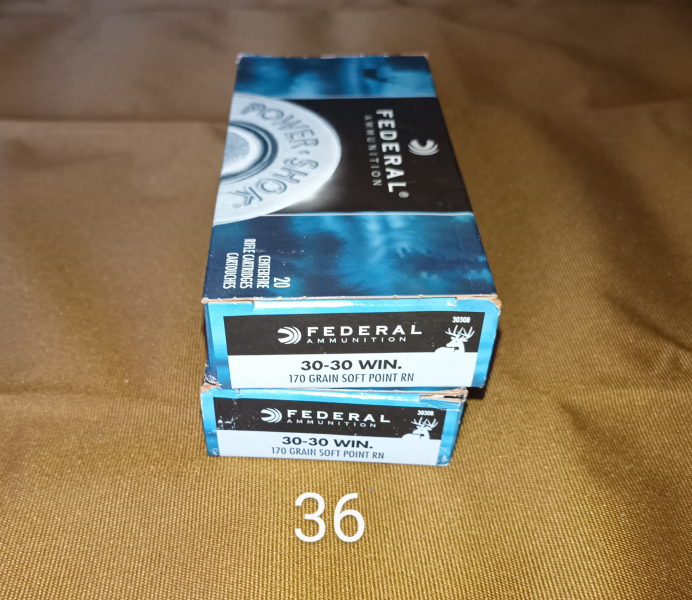 POWER·SHOK®
FEDERAL®
AMMUNITION
20
CENTERFIRE
RIFLE CARTRIDGES
CARTOUCHES
3030B
FEDERAL
AMMUNITION
30-30 WIN.
170 GRAIN SOFT POINT RN
3030B
FEDERAL
AMMUNITION
30-30 WIN.
170 GRAIN SOFT POINT RN
36